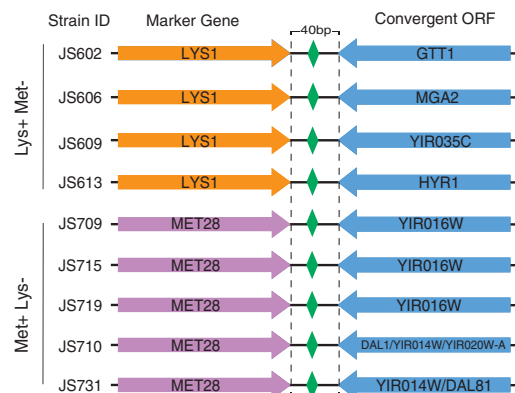 Strain ID Marker Gene Convergent ORF
40bp
Lys+ Met-
JS602 LYS1 GTT1
JS606 LYS1 MGA2
JS609 LYS1 YIR035C
JS613 LYS1 HYR1
Met+ Lys-
JS709 MET28 YIR016W
JS715 MET28 YIR016W
JS719 MET28 YIR016W
JS710 MET28 DAL1/YIR014W/YIR020W-A
JS731 MET28 YIR014W/DAL81